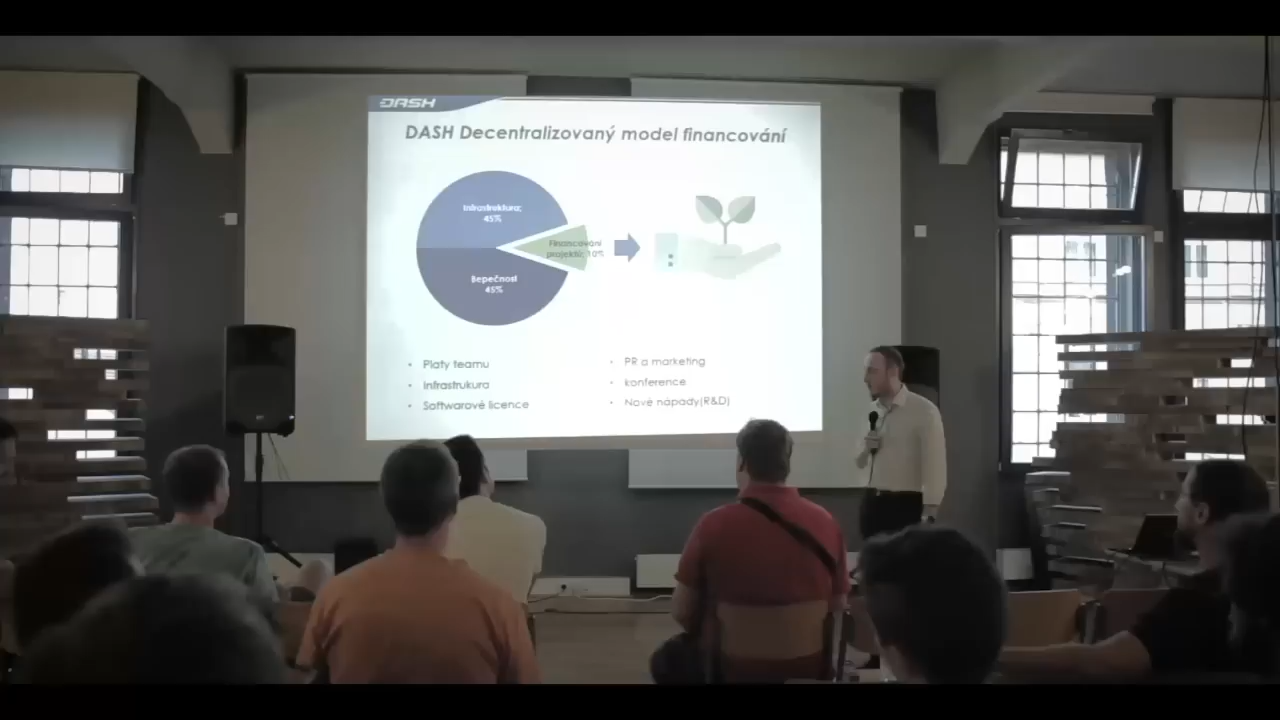 DASH
DASH Decentralizovaný model financování
Infrastruktura;
45%
Financování
projektů; 10%
Bepečnost
45%
• Platy teamu
• Infrastrukura
• Softwarové licence
• PR a marketing
• konference
• Nové nápady(R&D)